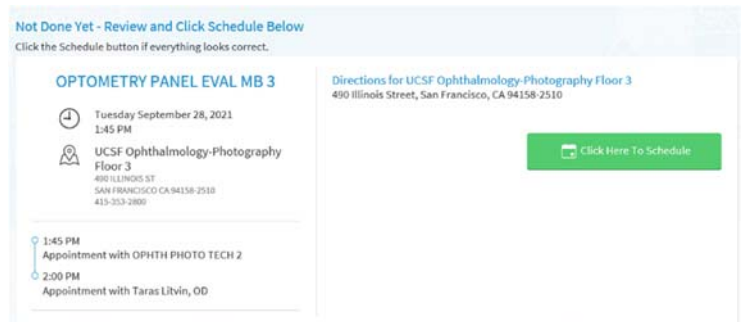 Not Done Yet - Review and Click Schedule Below
Click the Schedule button if everything looks correct.
OPTOMETRY PANEL EVAL MB 3
Tuesday September 28, 2021
1:45 PM
UCSF Ophthalmology-Photography
Floor 3
490 ILLINOIS ST
SAN FRANCISCO CA 94158-2510
415-353-2800
1:45 PM
Appointment with OPHTH PHOTO TECH 2
2:00 PM
Appointment with Taras Litvin, OD
Directions for UCSF Ophthalmology-Photography Floor 3
490 Illinois Street, San Francisco, CA 94158-2510
Click Here To Schedule